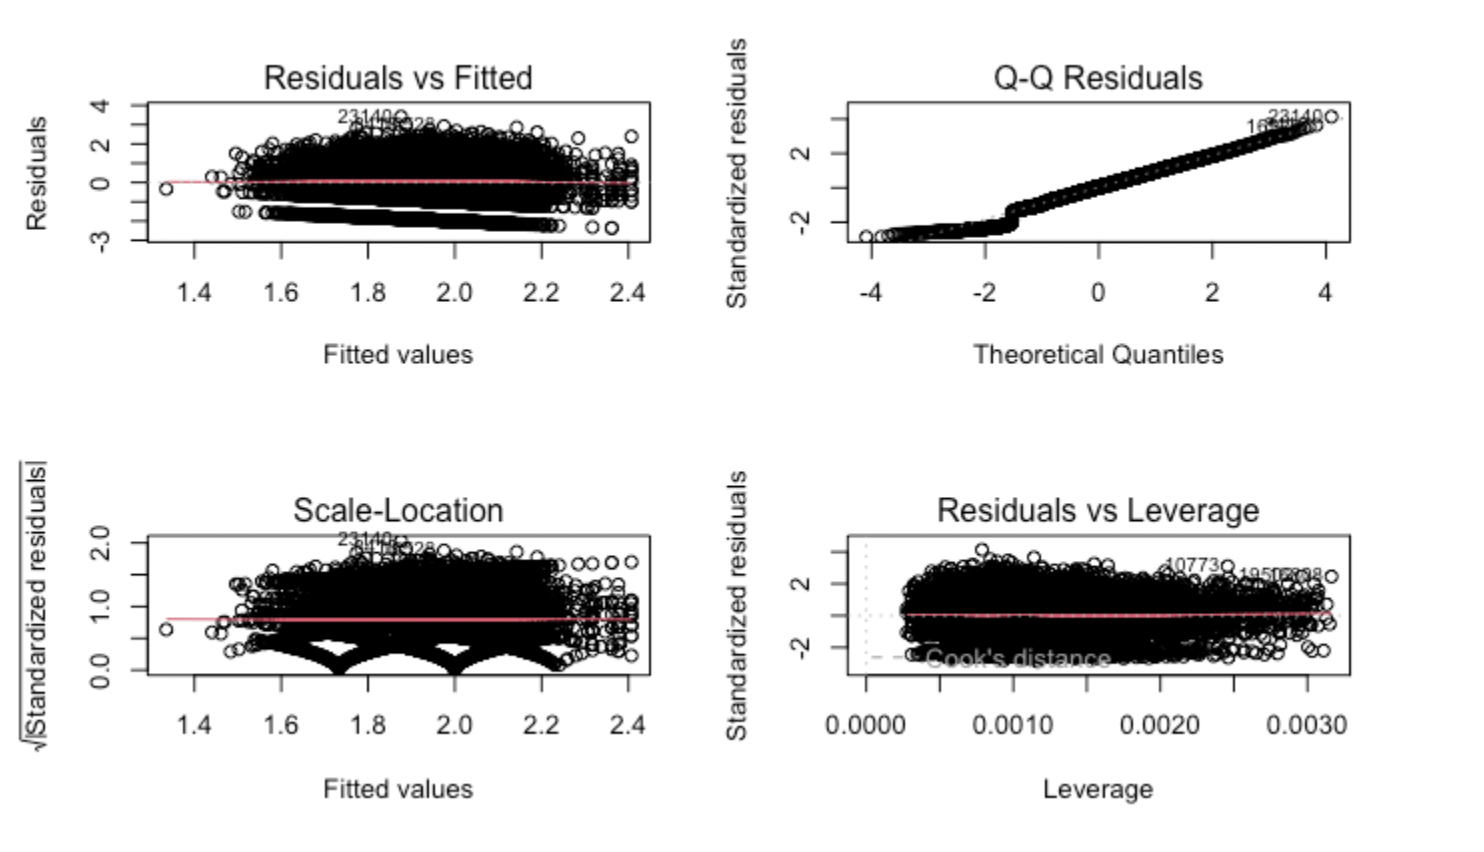 Residuals vs Fitted
Residuals
4
2
0
-3
23140
1.4 1.6 1.8 2.0 2.2 2.4
Fitted values
Q-Q Residuals
Standardized residuals
2
-2
23140
-4 -2 0 2 4
Theoretical Quantiles
Scale-Location
√|Standardized residuals|
2.0
1.0
0.0
23140
1.4 1.6 1.8 2.0 2.2 2.4
Fitted values
Residuals vs Leverage
Standardized residuals
2
-2
10773
Cook's distance
0.0000 0.0010 0.0020 0.0030
Leverage